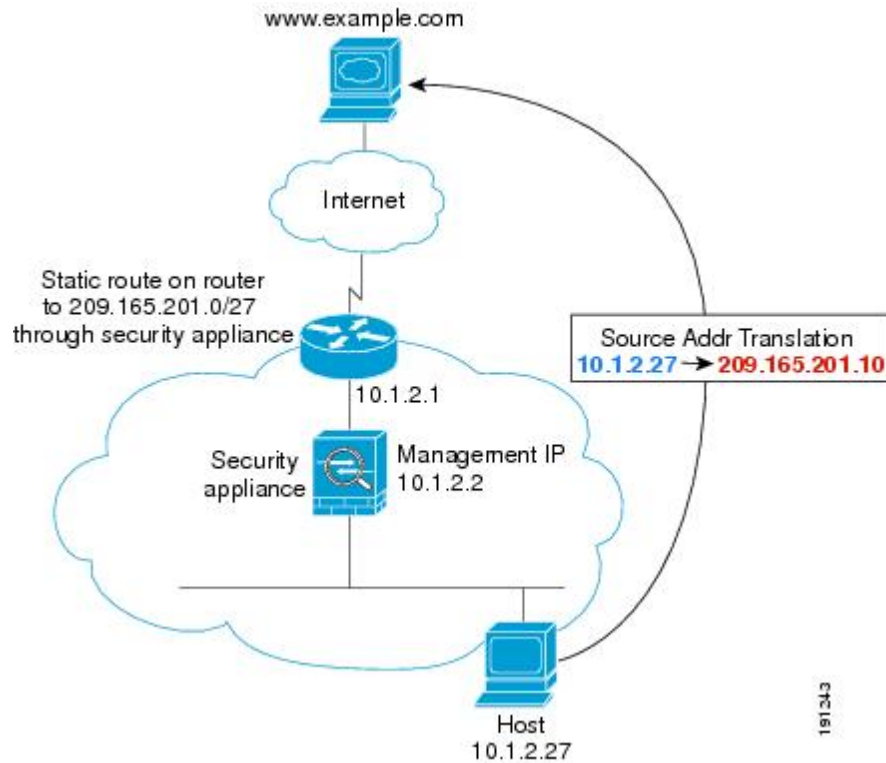 www.example.com
Internet
Static route on router
to 209.165.201.0/27
through security appliance
10.1.2.1
Security
appliance
Management IP
10.1.2.2
Source Addr Translation
10.1.2.27 → 209.165.201.10
Host
10.1.2.27
191243